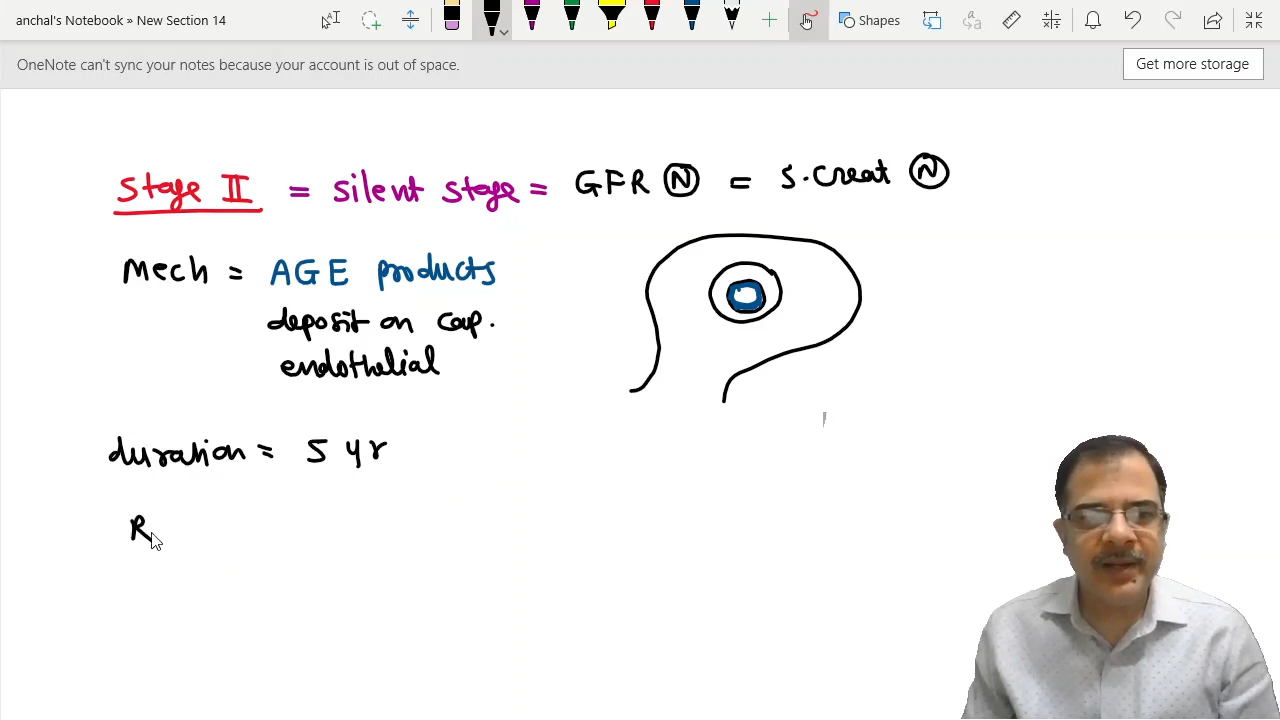 anchal's Notebook » New Section 14
Shapes
OneNote can't sync your notes because your account is out of space.
Get more storage
Stage II = Silent Stage = GFR N = S.Creat N
Mech = AGE products
deposit on cap.
endothelial
duration = 5 yr
R